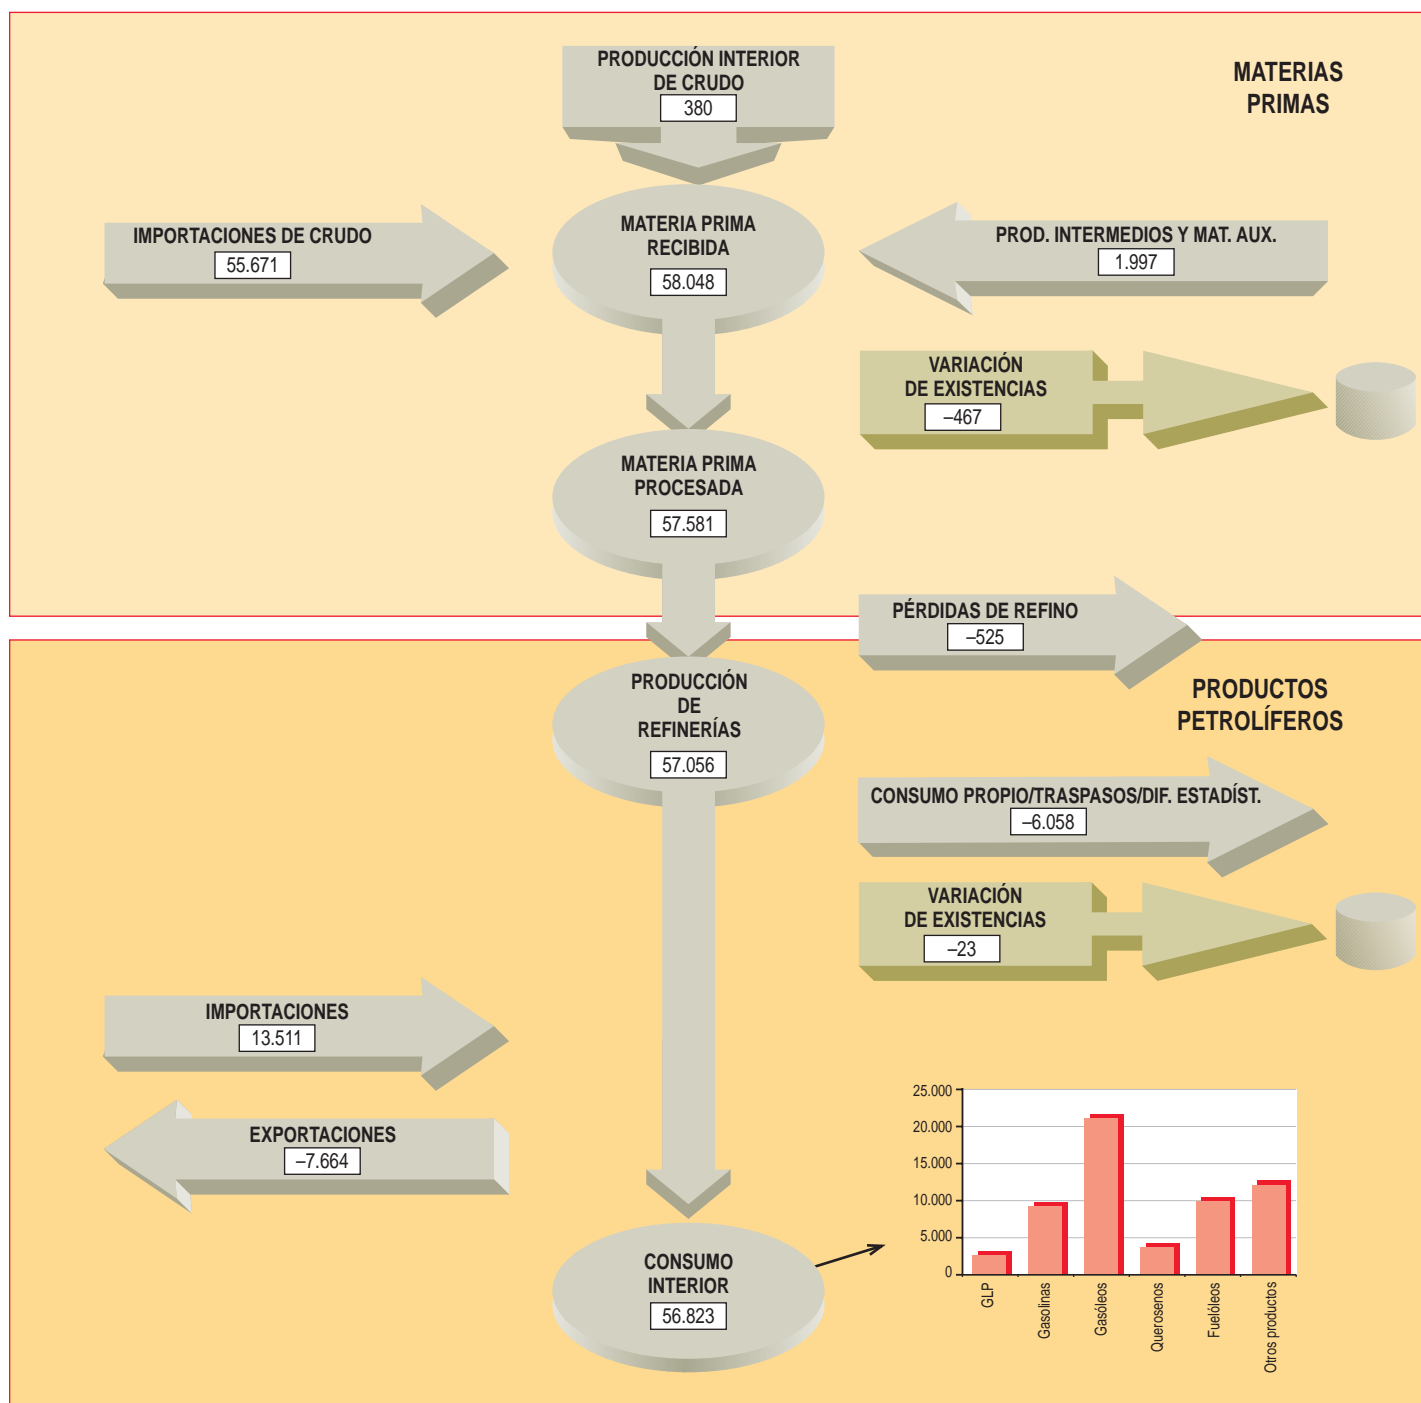 PRODUCCIÓN INTERIOR
DE CRUDO
380
MATERIAS
PRIMAS
IMPORTACIONES DE CRUDO
55.671
MATERIA PRIMA
RECIBIDA
58.048
PROD. INTERMEDIOS Y MAT. AUX.
1.997
VARIACIÓN
DE EXISTENCIAS
–467
MATERIA PRIMA
PROCESADA
57.581
PÉRDIDAS DE REFINO
–525
PRODUCCIÓN
DE
REFINERÍAS
57.056
PRODUCTOS
PETROLÍFEROS
CONSUMO PROPIO/TRASPASOS/DIF. ESTADÍST.
–6.058
VARIACIÓN
DE EXISTENCIAS
–23
IMPORTACIONES
13.511
EXPORTACIONES
–7.664
CONSUMO
INTERIOR
56.823
25.000
20.000
15.000
10.000
5.000
0
GLP
Gasolinas
Gasóleos
Querosenos
Fuelóleos
Otros productos